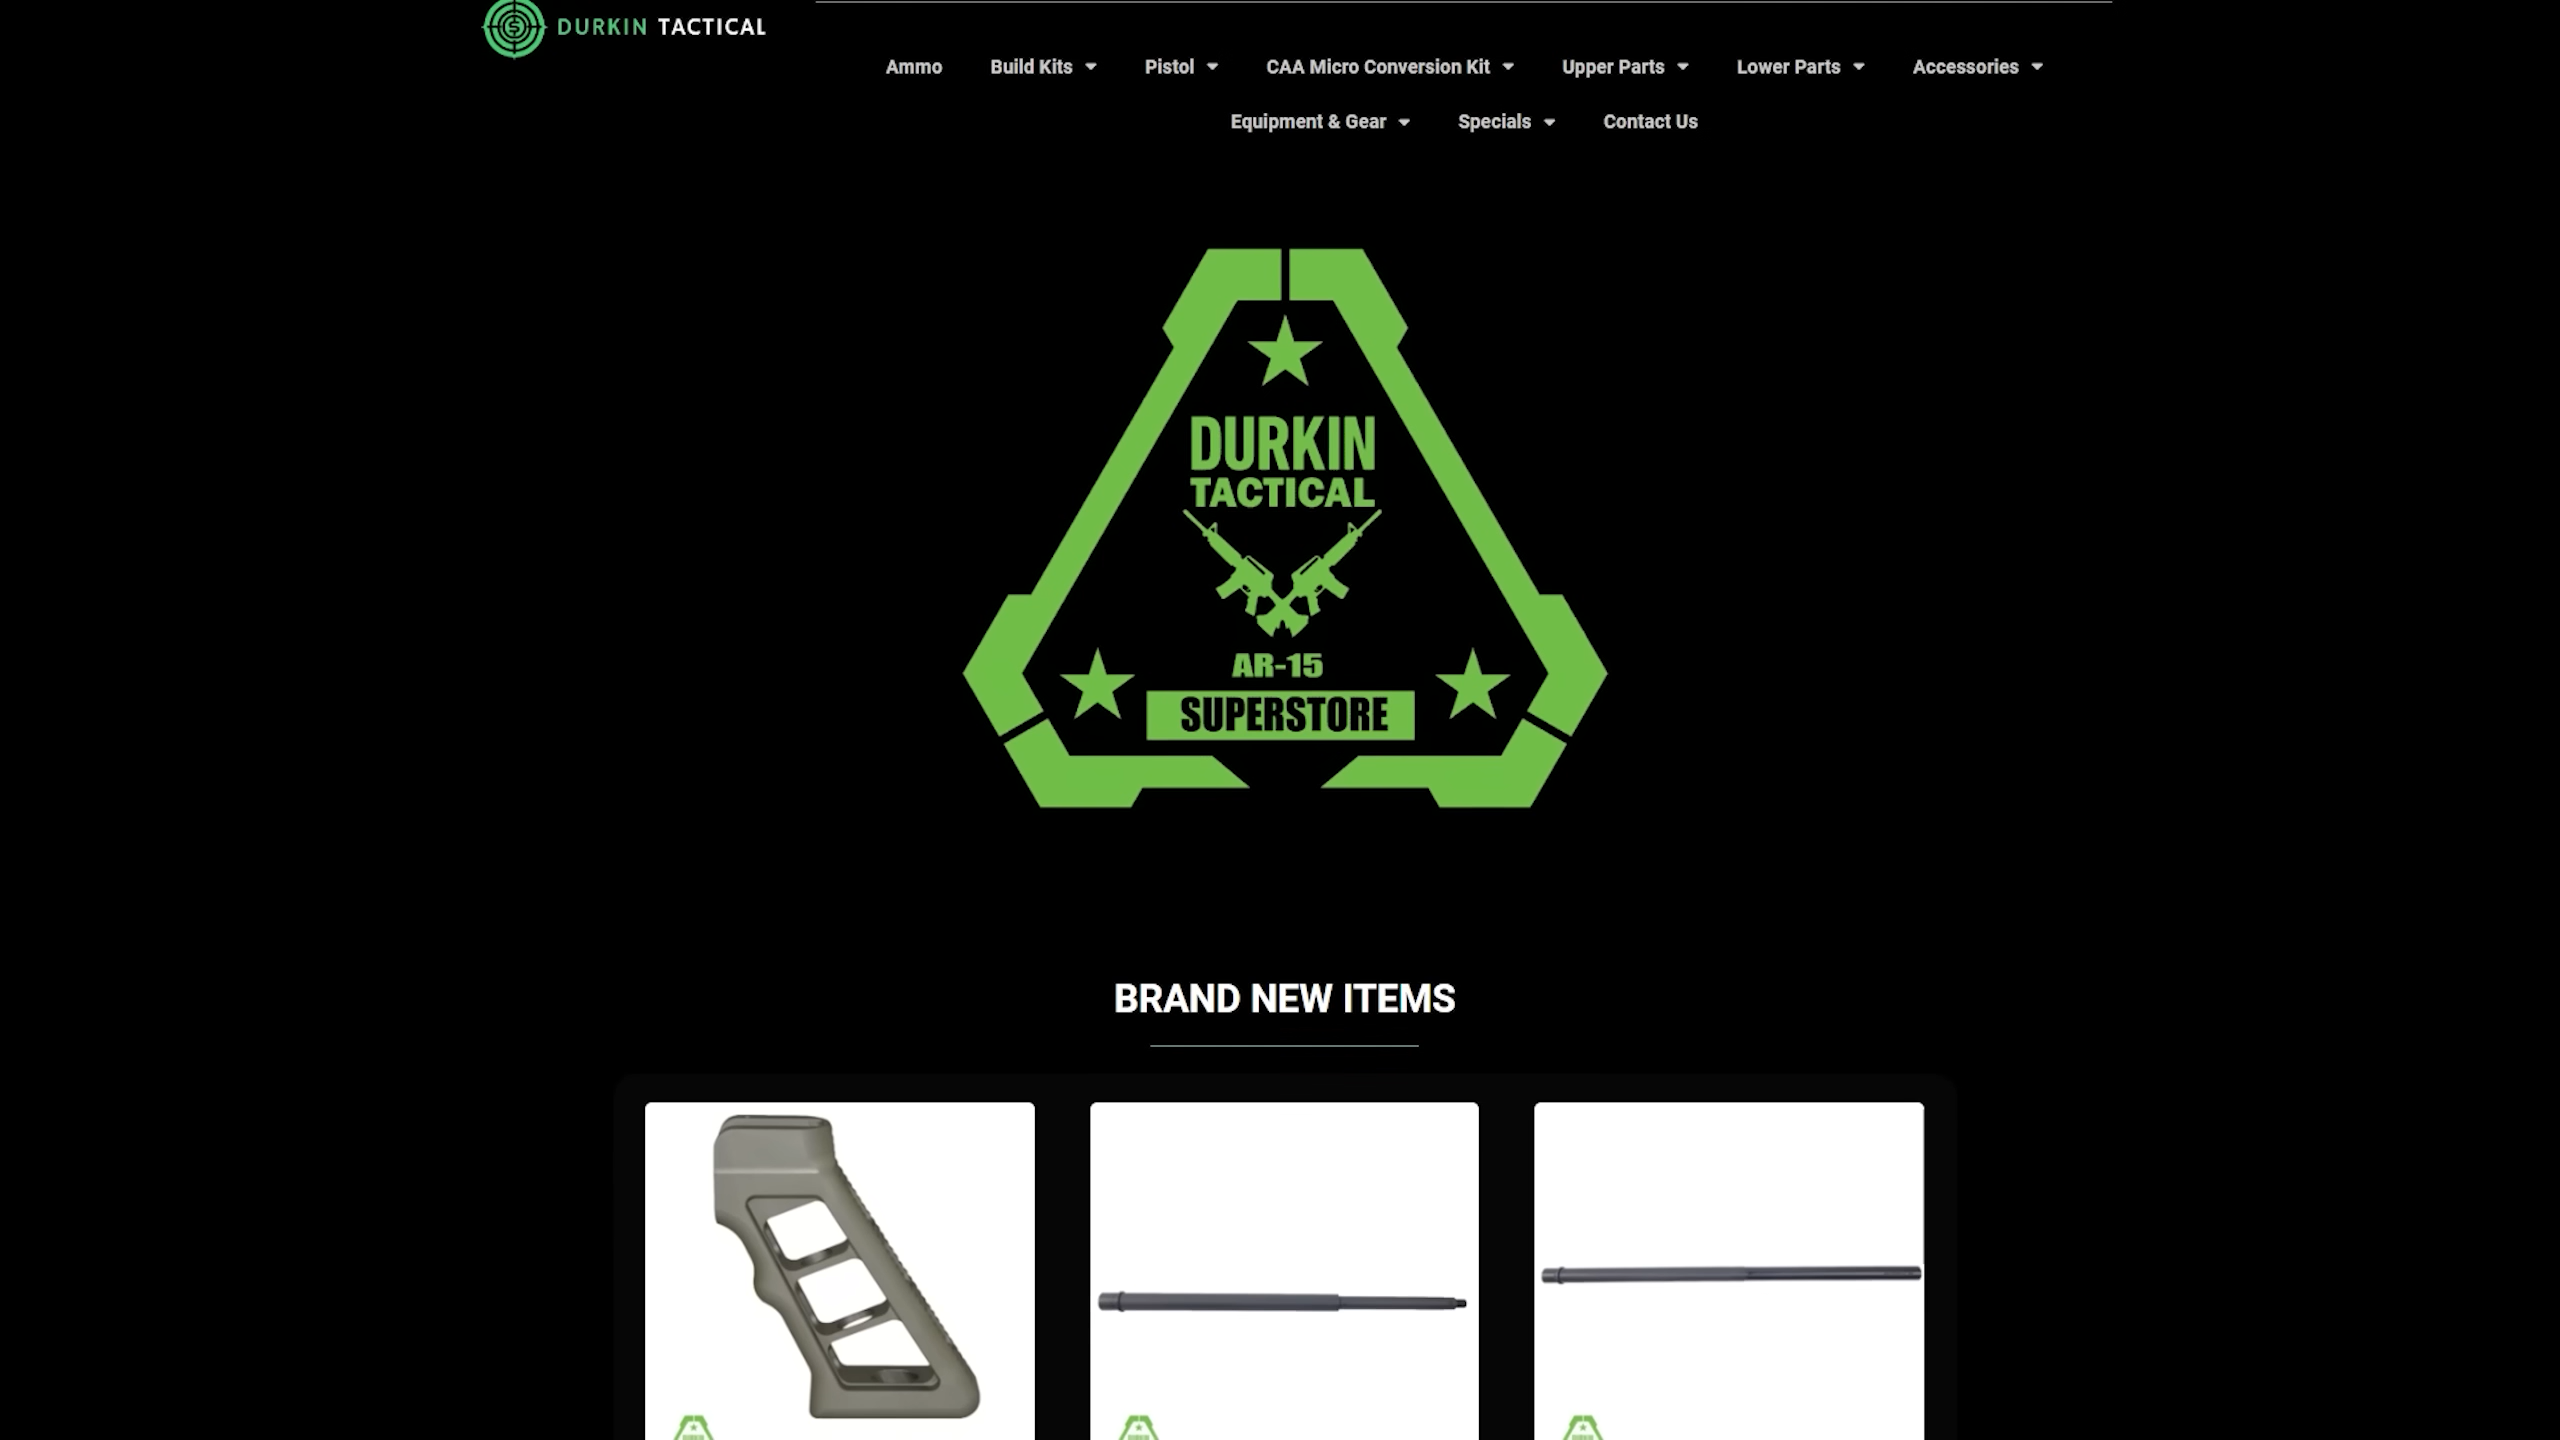 DURKIN TACTICAL
Ammo Build Kits Pistol CAA Micro Conversion Kit Upper Parts Lower Parts Accessories
Equipment & Gear Specials Contact Us
DURKIN
TACTICAL
AR-15
SUPERSTORE
BRAND NEW ITEMS